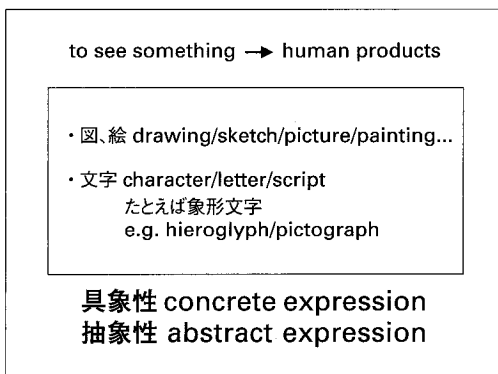 to see something → human products
・図、絵 drawing/sketch/picture/painting...
・文字 character/letter/script
たとえば象形文字
e.g. hieroglyph/pictograph
具象性 concrete expression
抽象性 abstract expression